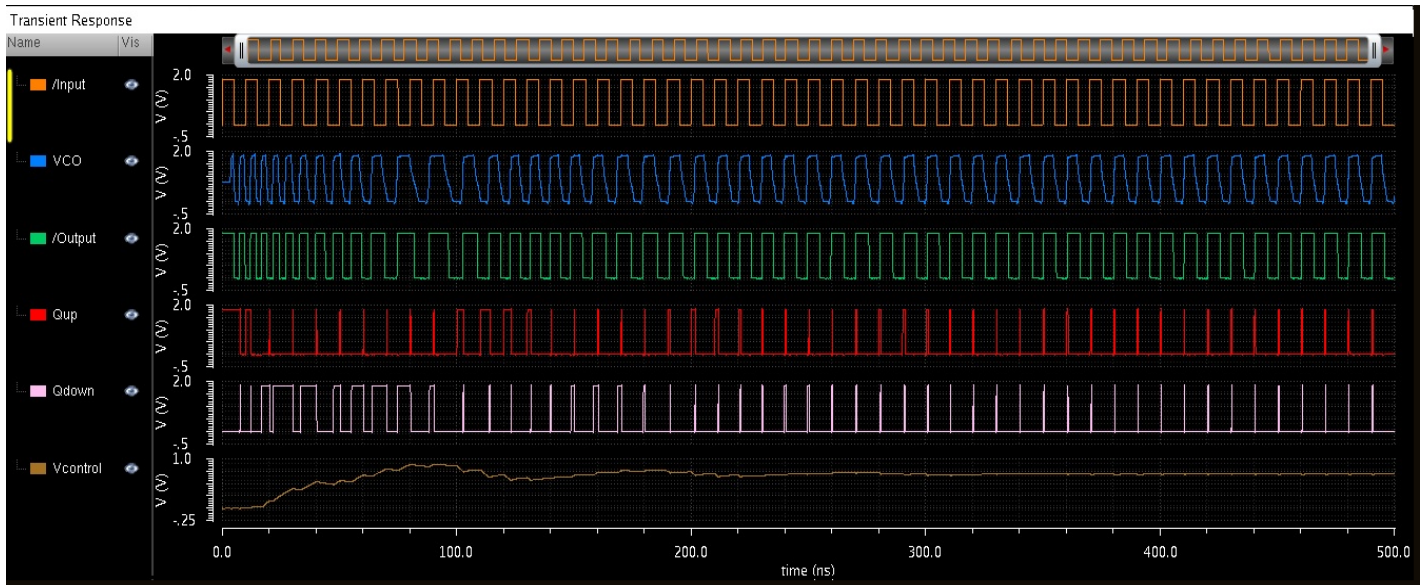 Transient Response
Name Vis
/Input
2.0
V (V)
-.5
VCO
2.0
V (V)
-.5
/Output
2.0
V (V)
-.5
Qup
2.0
V (V)
-.5
Qdown
2.0
V (V)
-.5
Vcontrol
1.0
V (V)
-.25
0.0 100.0 200.0 300.0 400.0 500.0
time (ns)